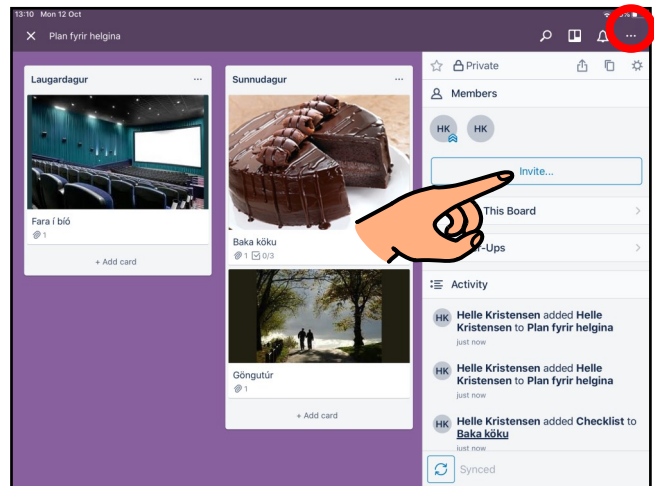 13:10 Mon 12 Oct
Plan fyrir helgina
Laugardagur
Fara í bíó
1
+ Add card
Sunnudagur
Baka köku
1 0/3
Göngutúr
1
+ Add card
Private
Members
HK HK
Invite...
This Board
-Ups
Activity
HK Helle Kristensen added Helle
Kristensen to Plan fyrir helgina
just now
HK Helle Kristensen added Helle
Kristensen to Plan fyrir helgina
just now
HK Helle Kristensen added Checklist to
Baka köku
just now
Synced